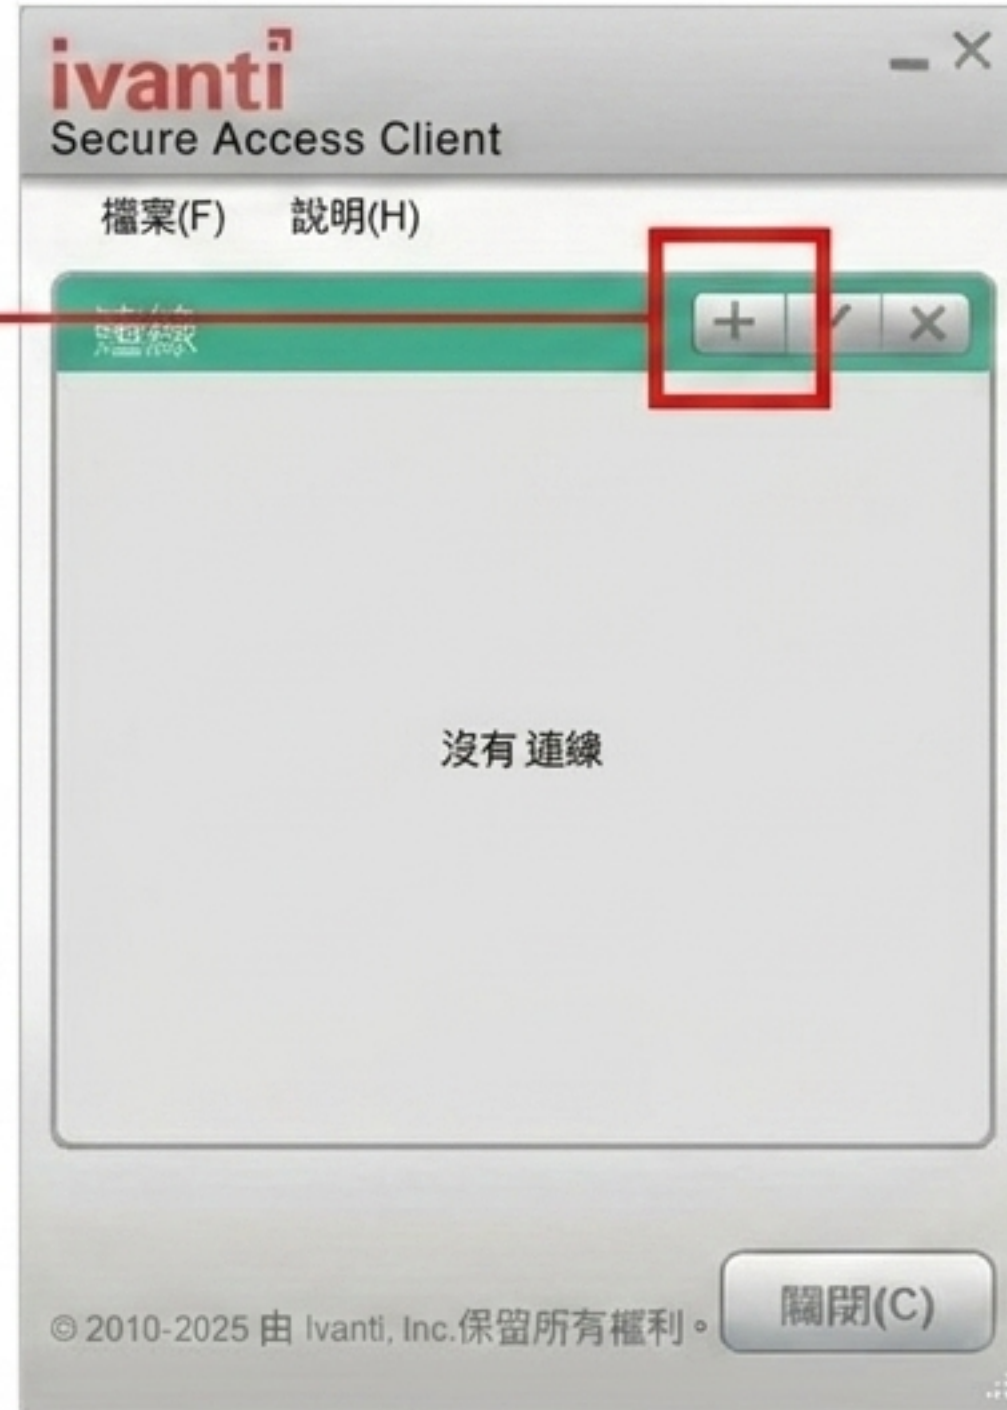 ivanti
Secure Access Client
檔案(F) 說明(H)
沒有 連線
© 2010-2025 由 Ivanti, Inc.保留所有權利。
關閉(C)